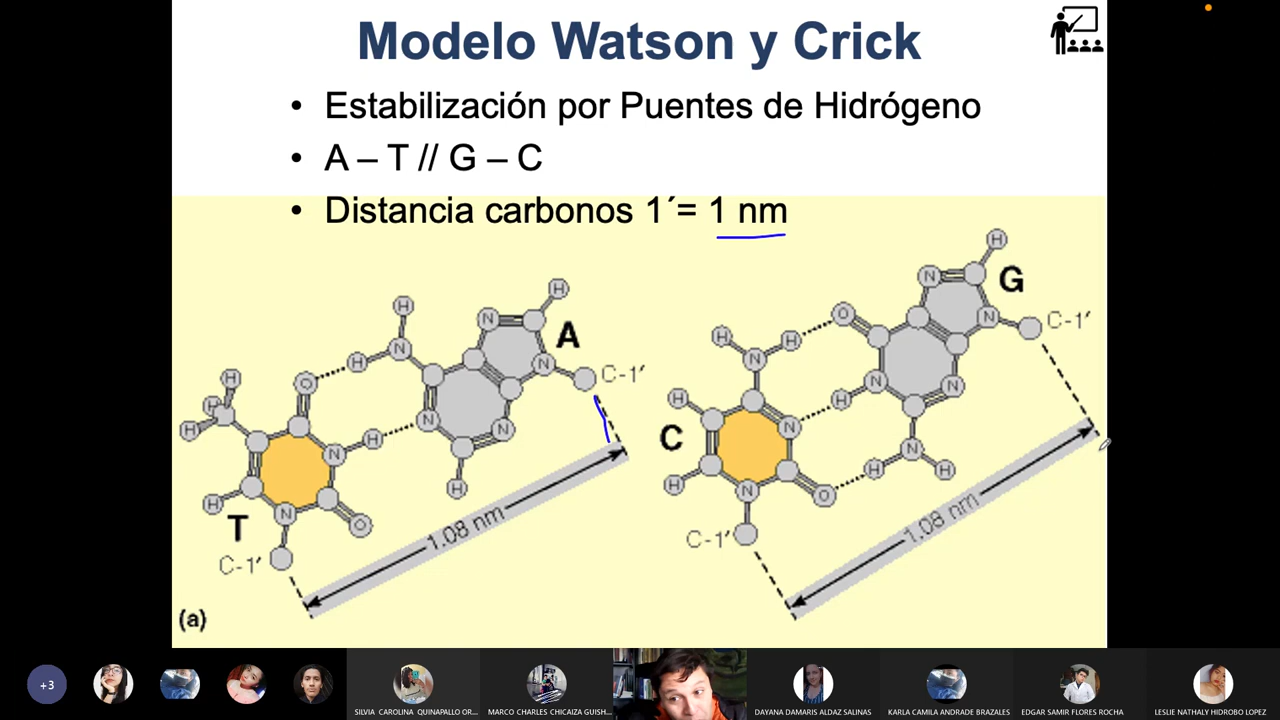 Modelo Watson y Crick
• Estabilización por Puentes de Hidrógeno
• A – T // G – C
• Distancia carbonos 1´= 1 nm
H
N
H
N
A
C-1′
H
H
N
N
N
H
H
H
H
O
N
H
H
N
T
O
C-1′
1.08 nm
H
N
G
N
C-1′
O
H
H
N
N
H
N
H
C
N
H
N
H
H
N
O
H
C-1′
1.08 nm
(a)
+3
SILVIA CAROLINA QUINAPALLO OR...
MARCO CHARLES CHICAIZA GUISH...
DAYANA DAMARIS ALDAZ SALINAS
KARLA CAMILA ANDRADE BRAZALES
EDGAR SAMIR FLORES ROCHA
LESLIE NATHALY HIDROBO LOPEZ